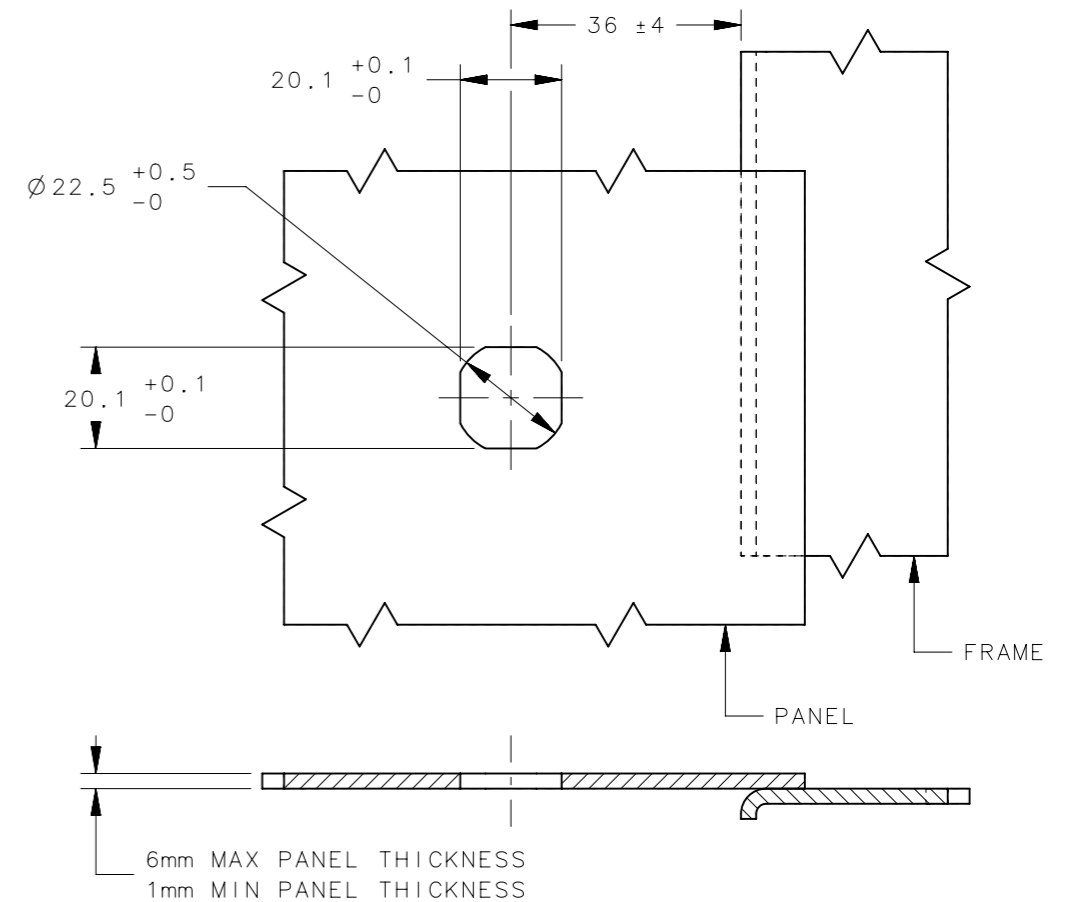 36 ±4
20.1 +0.1
-0
Ø22.5 +0.5
-0
20.1 +0.1
-0
FRAME
PANEL
6mm MAX PANEL THICKNESS
1mm MIN PANEL THICKNESS